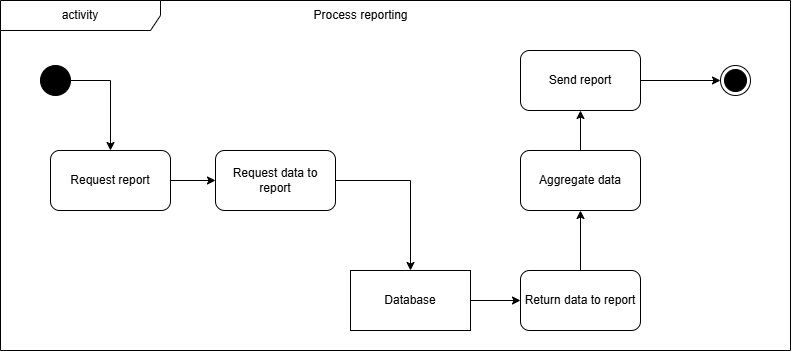 activity
Process reporting
Request report
Request data to
report
Database
Return data to report
Aggregate data
Send report